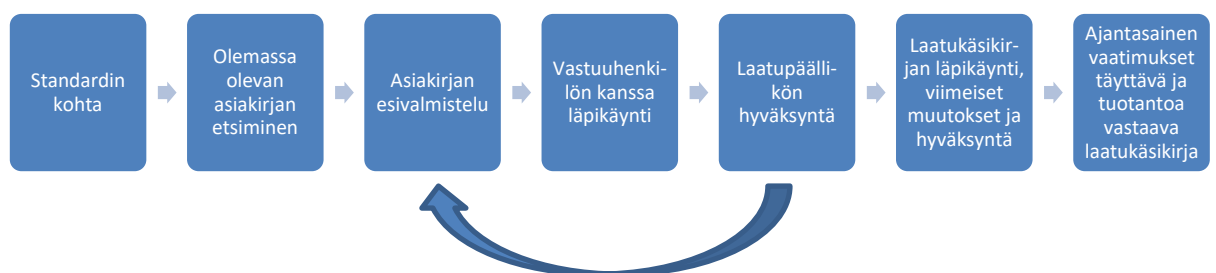 Standardin
kohta
Olemassa
olevan
asiakirjan
etsiminen
Asiakirjan
esivalmistelu
Vastuuhenki-
lön kanssa
läpikäynti
Laatupäälli-
kön
hyväksyntä
Laatukäsikir-
jan läpikäynti,
viimeiset
muutokset ja
hyväksyntä
Ajantasainen
vaatimukset
täyttävä ja
tuotantoa
vastaava
laatukäsikirja